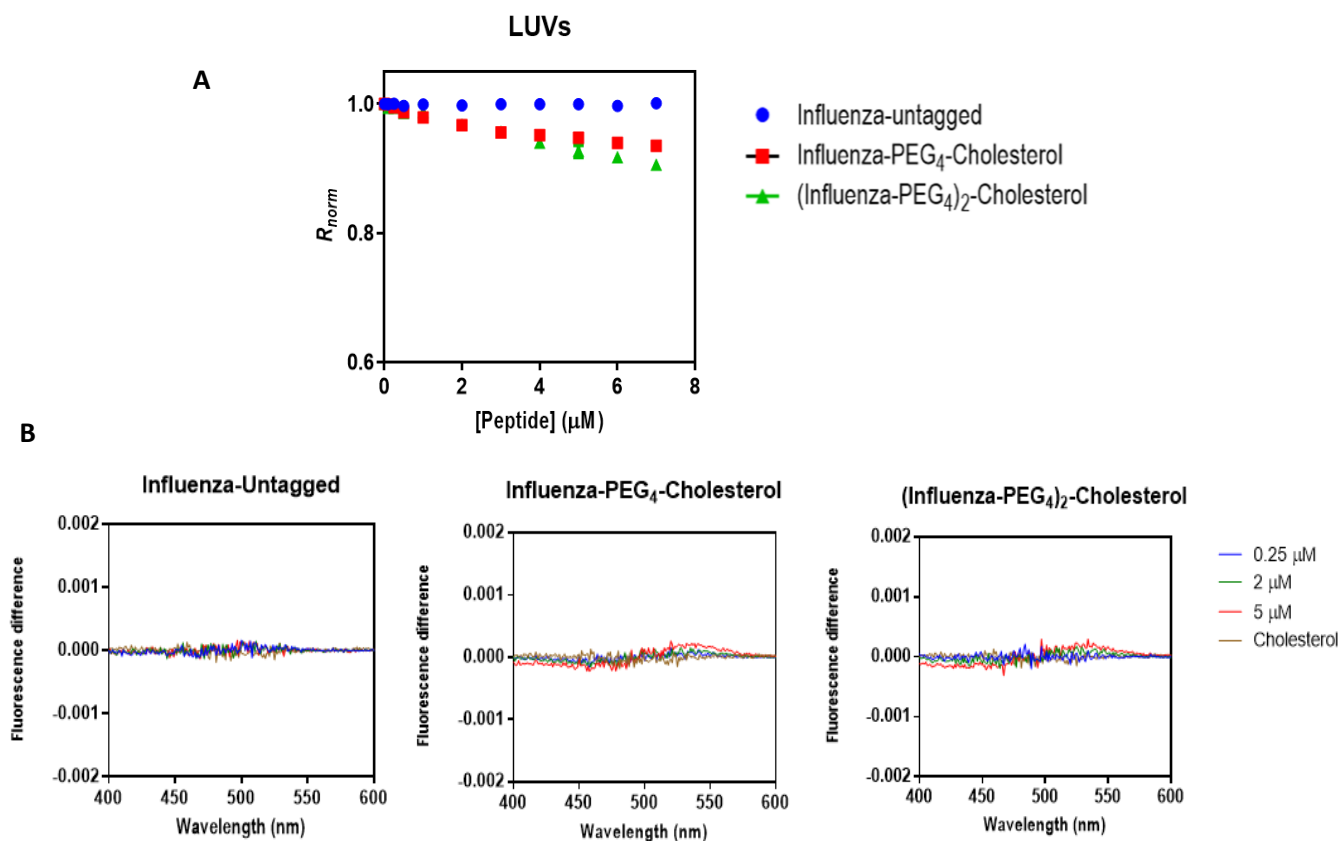 LUVs
A
1.0
0.8
0.6
R_norm
0 2 4 6 8
[Peptide] (μM)
Influenza-untagged
Influenza-PEG₄-Cholesterol
(Influenza-PEG₄)₂-Cholesterol
B
Influenza-Untagged
0.002
0.001
0.000
-0.001
-0.002
Fluorescence difference
400 450 500 550 600
Wavelength (nm)
Influenza-PEG₄-Cholesterol
0.002
0.001
0.000
-0.001
-0.002
Fluorescence difference
400 450 500 550 600
Wavelength (nm)
(Influenza-PEG₄)₂-Cholesterol
0.002
0.001
0.000
-0.001
-0.002
Fluorescence difference
400 450 500 550 600
Wavelength (nm)
0.25 μM
2 μM
5 μM
Cholesterol